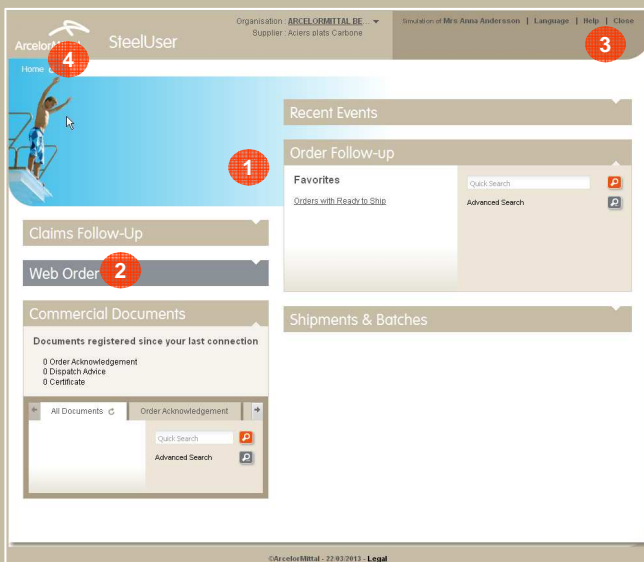 Organisation : ARCELORMITTAL BE...
Supplier : Aciers plats Carbone
Simulation of Mrs Anna Andersson | Language | Help | Close
ArcelorMittal
SteelUser
4
3
Home
Recent Events
Order Follow-up
1
Favorites
Orders with Ready to Ship
Quick Search
Advanced Search
Claims Follow-Up
Web Order
2
Commercial Documents
Documents registered since your last connection
0 Order Acknowledgement
0 Dispatch Advice
0 Certificate
All Documents
Order Acknowledgement
Quick Search
Advanced Search
Shipments & Batches
©ArcelorMittal - 22/03/2013 - Legal